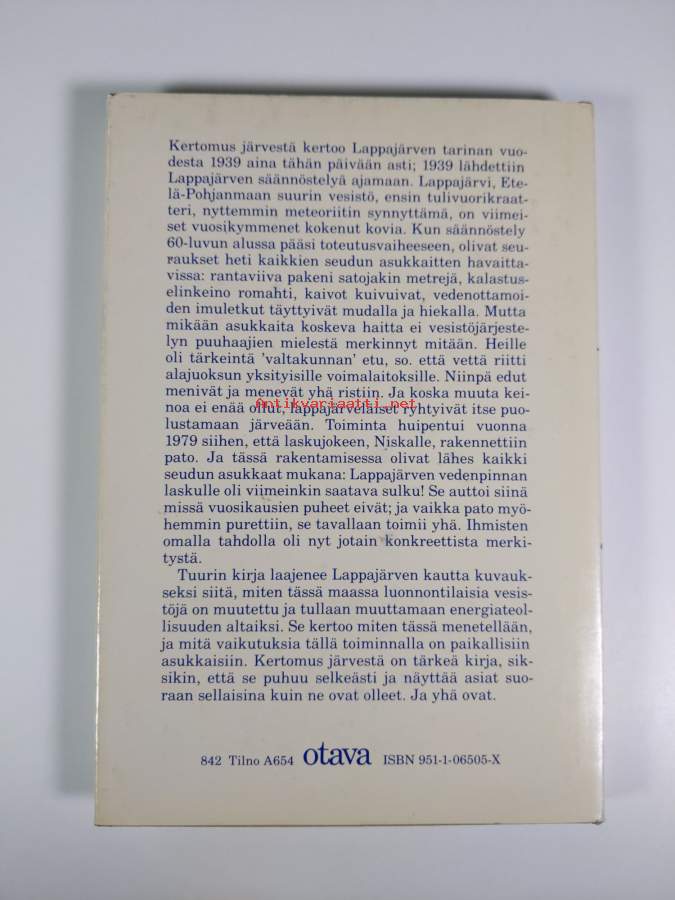 Kertomus järvestä kertoo Lappajärven tarinan vuo-
desta 1939 aina tähän päivään asti; 1939 lähdettiin
Lappajärven säännöstelyä ajamaan. Lappajärvi, Ete-
lä-Pohjanmaan suurin vesistö, ensin tulivuorikraat-
teri, nyttemmin meteoriitin synnyttämä, on viimei-
set vuosikymmenet kokenut kovia. Kun säännöstely
60-luvun alussa pääsi toteutusvaiheeseen, olivat seu-
raukset heti kaikkien seudun asukkaitten havaitta-
vissa: rantaviiva pakeni satojakin metrejä, kalastus-
elinkeino romahti, kaivot kuivuivat, vedenottamoi-
den imuletkut täyttyivät mudalla ja hiekalla. Mutta
mikään asukkaita koskeva haitta ei vesistöjärjeste-
lyn puuhaajien mielestä merkinnyt mitään. Heille
oli tärkeintä 'valtakunnan' etu, so. että vettä riitti
alajuoksun yksityisille voimalaitoksille. Niinpä edut
menivät ja menevät yhä ristiin. Ja koska muuta kei-
antikvariaatti.net
noa ei enää ollut, lappajärveläiset ryhtyivät itse puo-
lustamaan järveään. Toiminta huipentui vuonna
1979 siihen, että laskujokeen, Niskalle, rakennettiin
pato. Ja tässä rakentamisessa olivat lähes kaikki
seudun asukkaat mukana: Lappajärven vedenpinnan
laskulle oli viimeinkin saatava sulku! Se auttoi siinä
missä vuosikausien puheet eivät; ja vaikka pato myö-
hemmin purettiin, se tavallaan toimii yhä. Ihmisten
omalla tahdolla oli nyt jotain konkreettista merki-
tystä.
Tuurin kirja laajenee Lappajärven kautta kuvauk-
seksi siitä, miten tässä maassa luonnontilaisia vesis-
töjä on muutettu ja tullaan muuttamaan energiateol-
lisuuden altaiksi. Se kertoo miten tässä menetellään,
ja mitä vaikutuksia tällä toiminnalla on paikallisiin
asukkaisiin. Kertomus järvestä on tärkeä kirja, sik-
sikin, että se puhuu selkeästi ja näyttää asiat suo-
raan sellaisina kuin ne ovat olleet. Ja yhä ovat.
842 Tilno A654 otava ISBN 951-1-06505-X